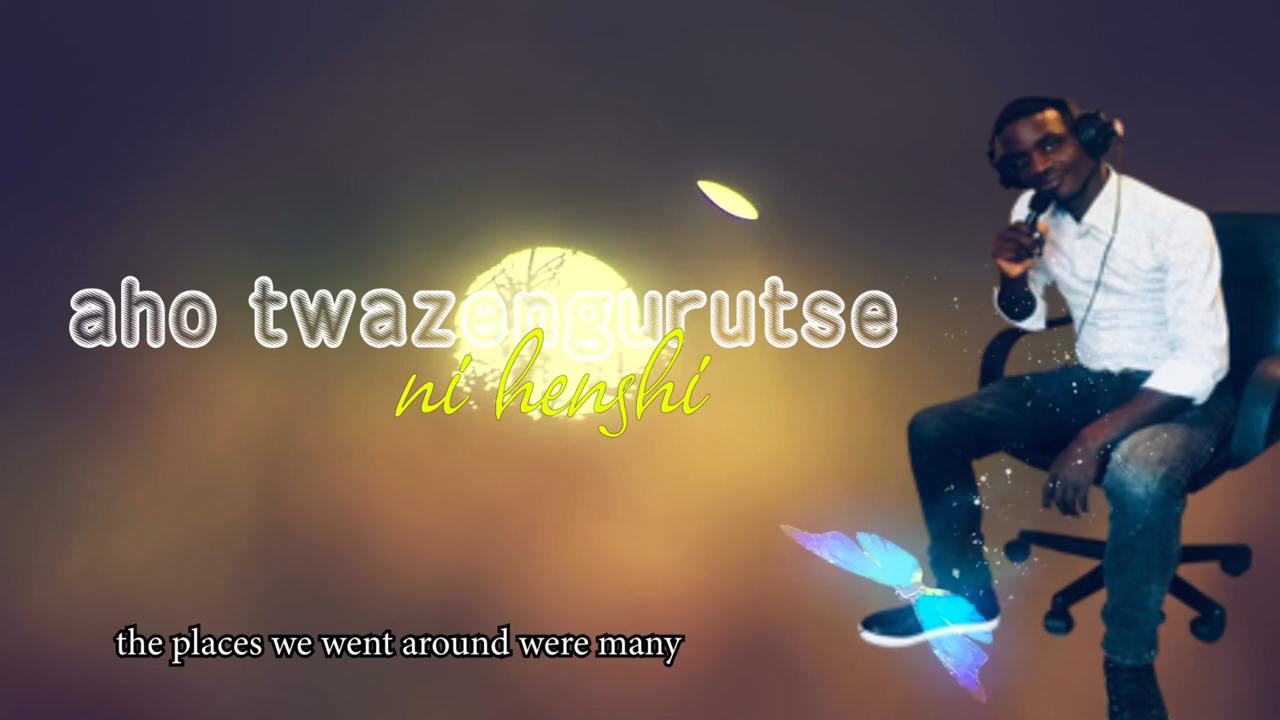 aho twazengurutse
ni henshi
the places we went around were many